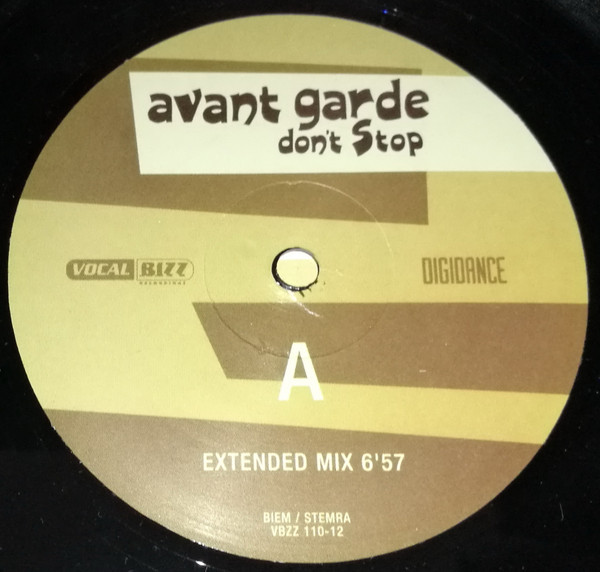 avant garde
don't Stop
VOCAL BIZZ
RECORDINGS
DIGIDANCE
A
EXTENDED MIX 6'57
BIEM / STEMRA
VBZZ 110-12